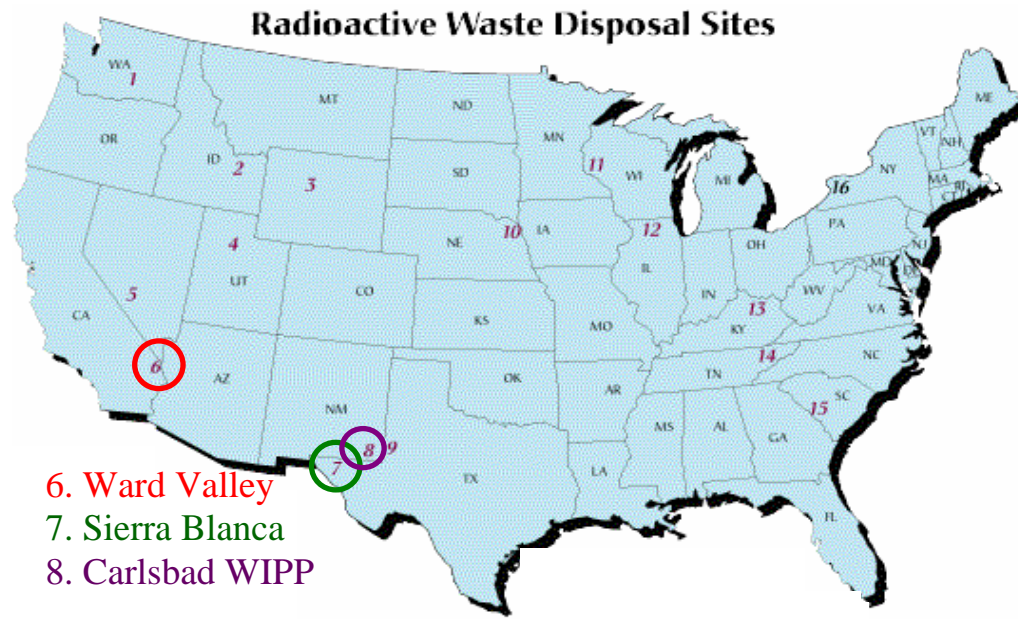 Radioactive Waste Disposal Sites
WA
1
MT
ND
MN
ME
VT
NH
OR
ID
2
3
SD
11
WI
MI
16
NY
MA
RI
CT
10
NE
IA
12
PA
4
UT
OH
NJ
5
CO
IL
IN
MD
DE
WV
CA
KS
MO
13
KY
VA
6
AZ
14
NC
OK
TN
NM
AR
15
SC
8
9
MS
AL
GA
7
TX
LA
FL
6. Ward Valley
7. Sierra Blanca
8. Carlsbad WIPP